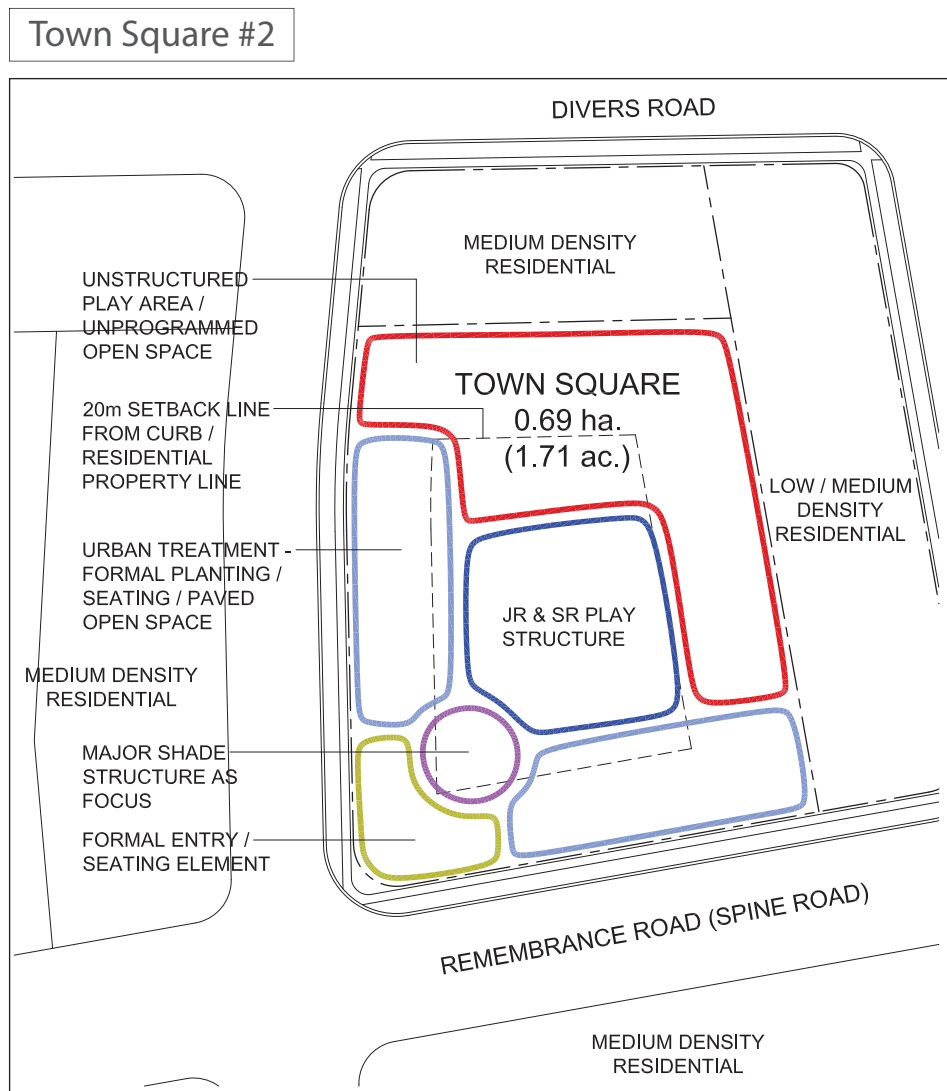 Town Square #2
DIVERS ROAD
MEDIUM DENSITY
RESIDENTIAL
UNSTRUCTURED
PLAY AREA /
UNPROGRAMMED
OPEN SPACE
TOWN SQUARE
0.69 ha.
(1.71 ac.)
20m SETBACK LINE
FROM CURB /
RESIDENTIAL
PROPERTY LINE
LOW / MEDIUM
DENSITY
RESIDENTIAL
URBAN TREATMENT -
FORMAL PLANTING /
SEATING / PAVED
OPEN SPACE
JR & SR PLAY
STRUCTURE
MEDIUM DENSITY
RESIDENTIAL
MAJOR SHADE
STRUCTURE AS
FOCUS
FORMAL ENTRY /
SEATING ELEMENT
REMEMBRANCE ROAD (SPINE ROAD)
MEDIUM DENSITY
RESIDENTIAL